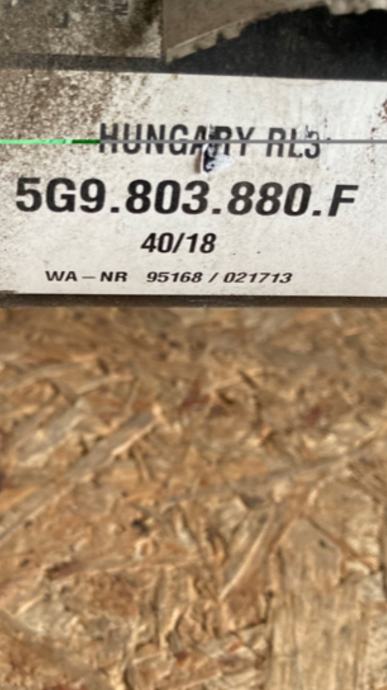 HUNGARY RL3
5G9.803.880.F
40/18
WA – NR 95168 / 021713